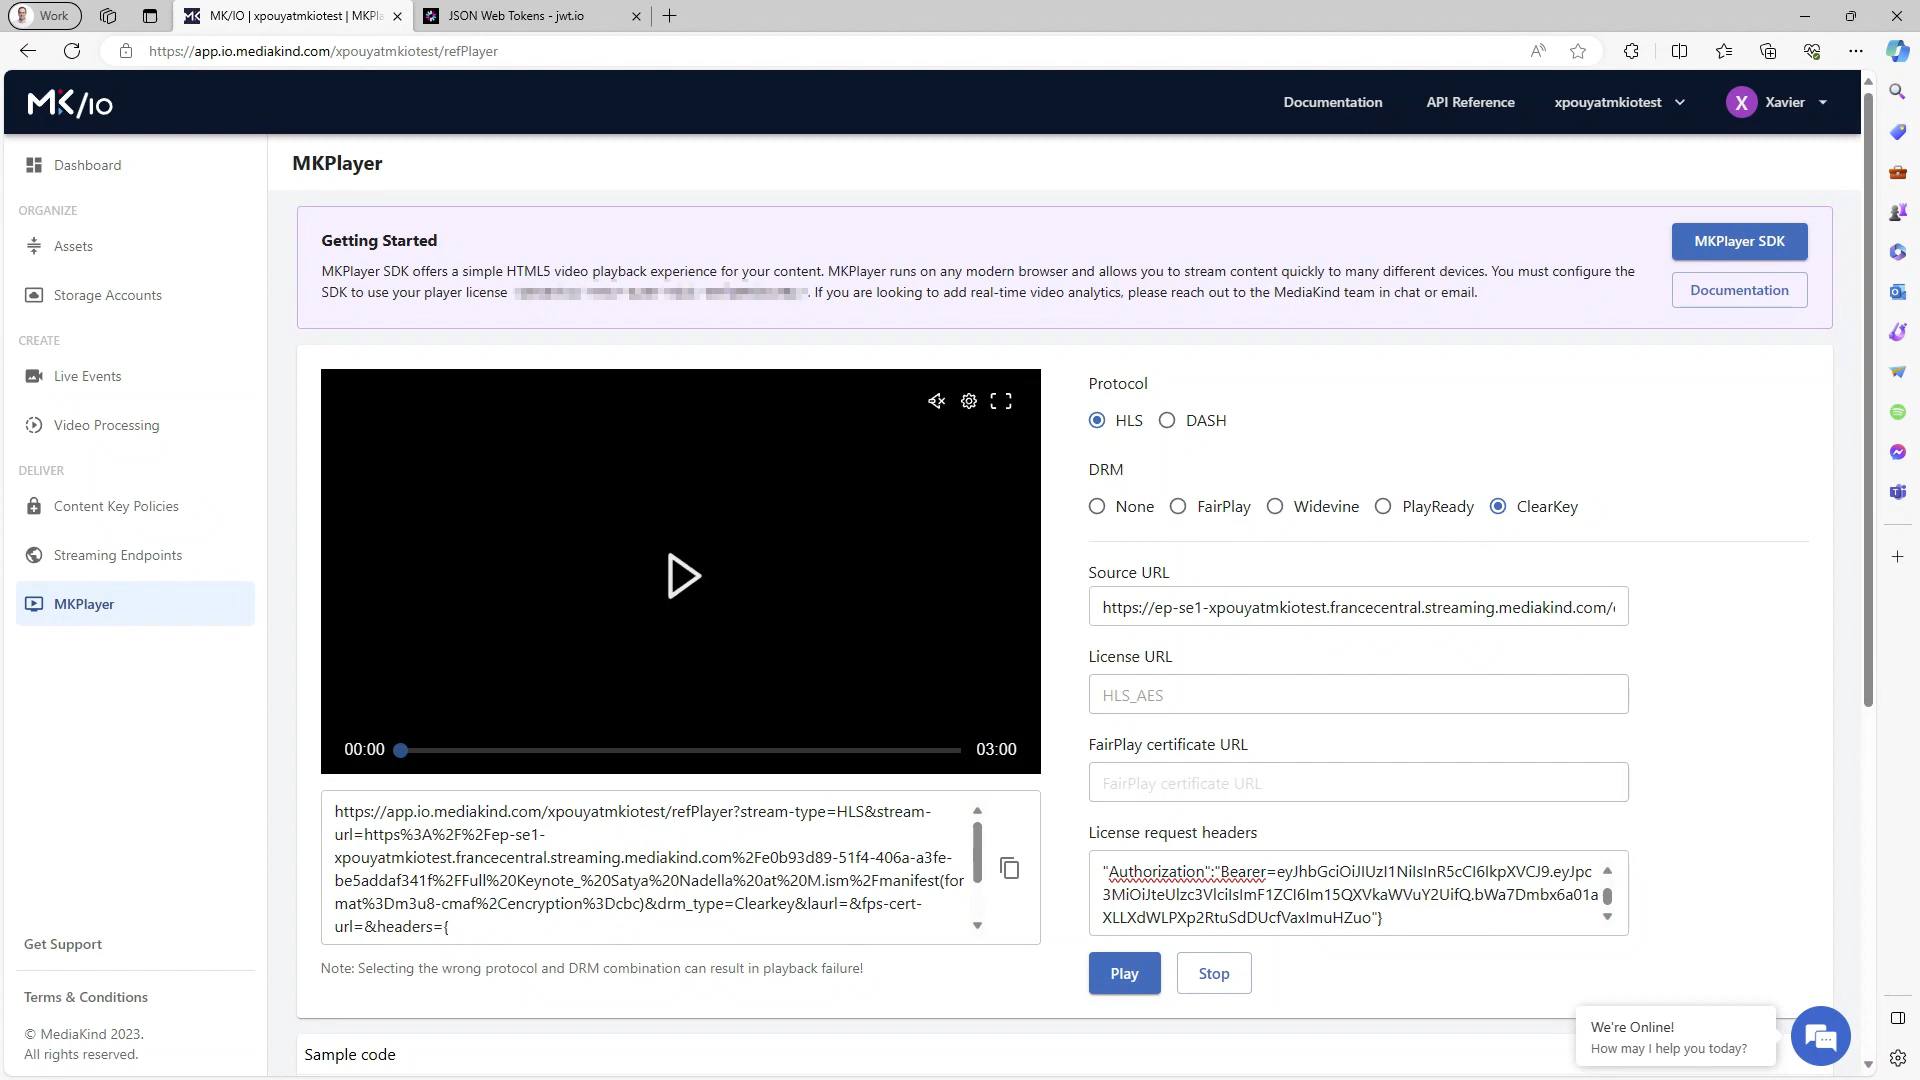 Work
MK/IO | xpouyatmkiotest | MKPla
JSON Web Tokens - jwt.io
https://app.io.mediakind.com/xpouyatmkiotest/refPlayer
MK/IO
Documentation
API Reference
xpouyatmkiotest
X
Xavier
Dashboard
ORGANIZE
Assets
Storage Accounts
CREATE
Live Events
Video Processing
DELIVER
Content Key Policies
Streaming Endpoints
MKPlayer
Get Support
Terms & Conditions
© MediaKind 2023.
All rights reserved.
MKPlayer
Getting Started
MKPlayer SDK offers a simple HTML5 video playback experience for your content. MKPlayer runs on any modern browser and allows you to stream content quickly to many different devices. You must configure the
SDK to use your player license . If you are looking to add real-time video analytics, please reach out to the MediaKind team in chat or email.
MKPlayer SDK
Documentation
00:00
03:00
https://app.io.mediakind.com/xpouyatmkiotest/refPlayer?stream-type=HLS&stream-
url=https%3A%2F%2Fep-se1-
xpouyatmkiotest.francecentral.streaming.mediakind.com%2Fe0b93d89-51f4-406a-a3fe-
be5addaf341f%2FFull%20Keynote_%20Satya%20Nadella%20at%20M.ism%2Fmanifest(for
mat%3Dm3u8-cmaf%2Cencryption%3Dcbc)&drm_type=Clearkey&laurl=&fps-cert-
url=&headers={
Note: Selecting the wrong protocol and DRM combination can result in playback failure!
Protocol
HLS
DASH
DRM
None
FairPlay
Widevine
PlayReady
ClearKey
Source URL
https://ep-se1-xpouyatmkiotest.francecentral.streaming.mediakind.com/
License URL
HLS_AES
FairPlay certificate URL
FairPlay certificate URL
License request headers
"Authorization":"Bearer=eyJhbGciOiJIUzI1NiIsInR5cCI6IkpXVCJ9.eyJpc
3MiOiJteUlzc3VlciIsImF1ZCI6Im15QXVkaWVuY2UifQ.bWa7Dmbx6a01a
XLLXdWLPXp2RtuSdDUcfVaxImuHZuo"}
Play
Stop
Sample code
We're Online!
How may I help you today?